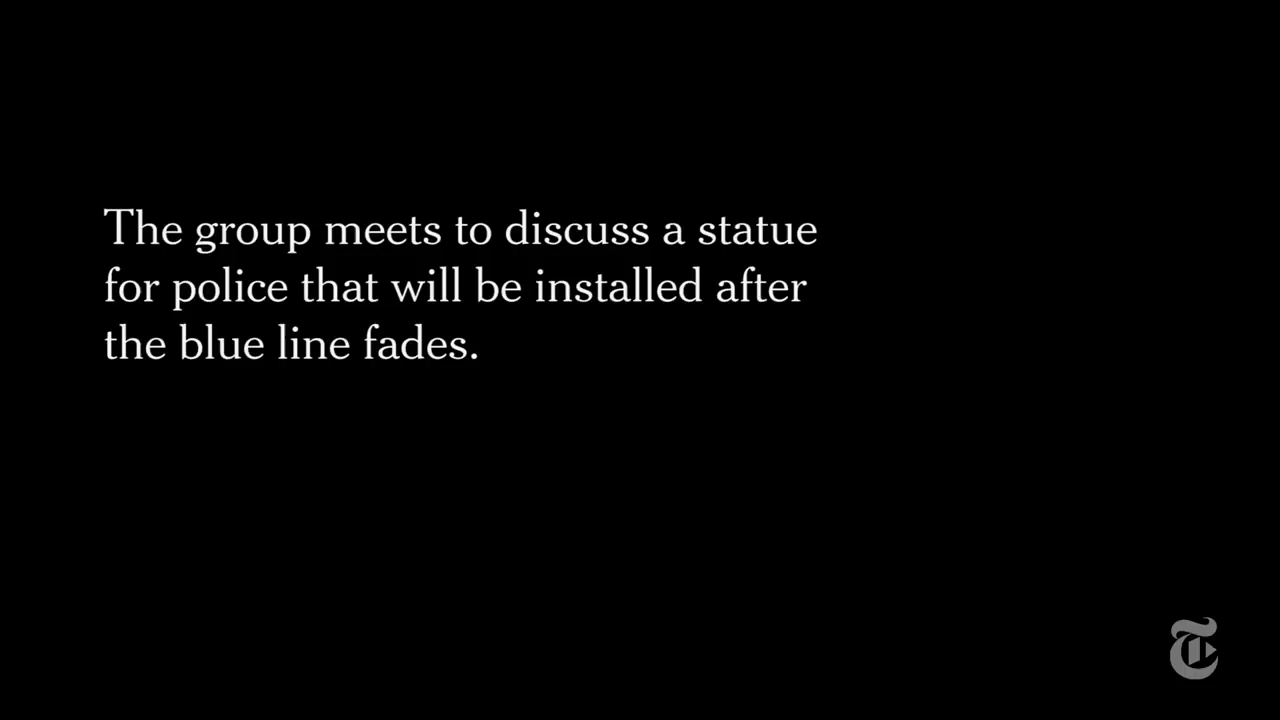 The group meets to discuss a statue
for police that will be installed after
the blue line fades.